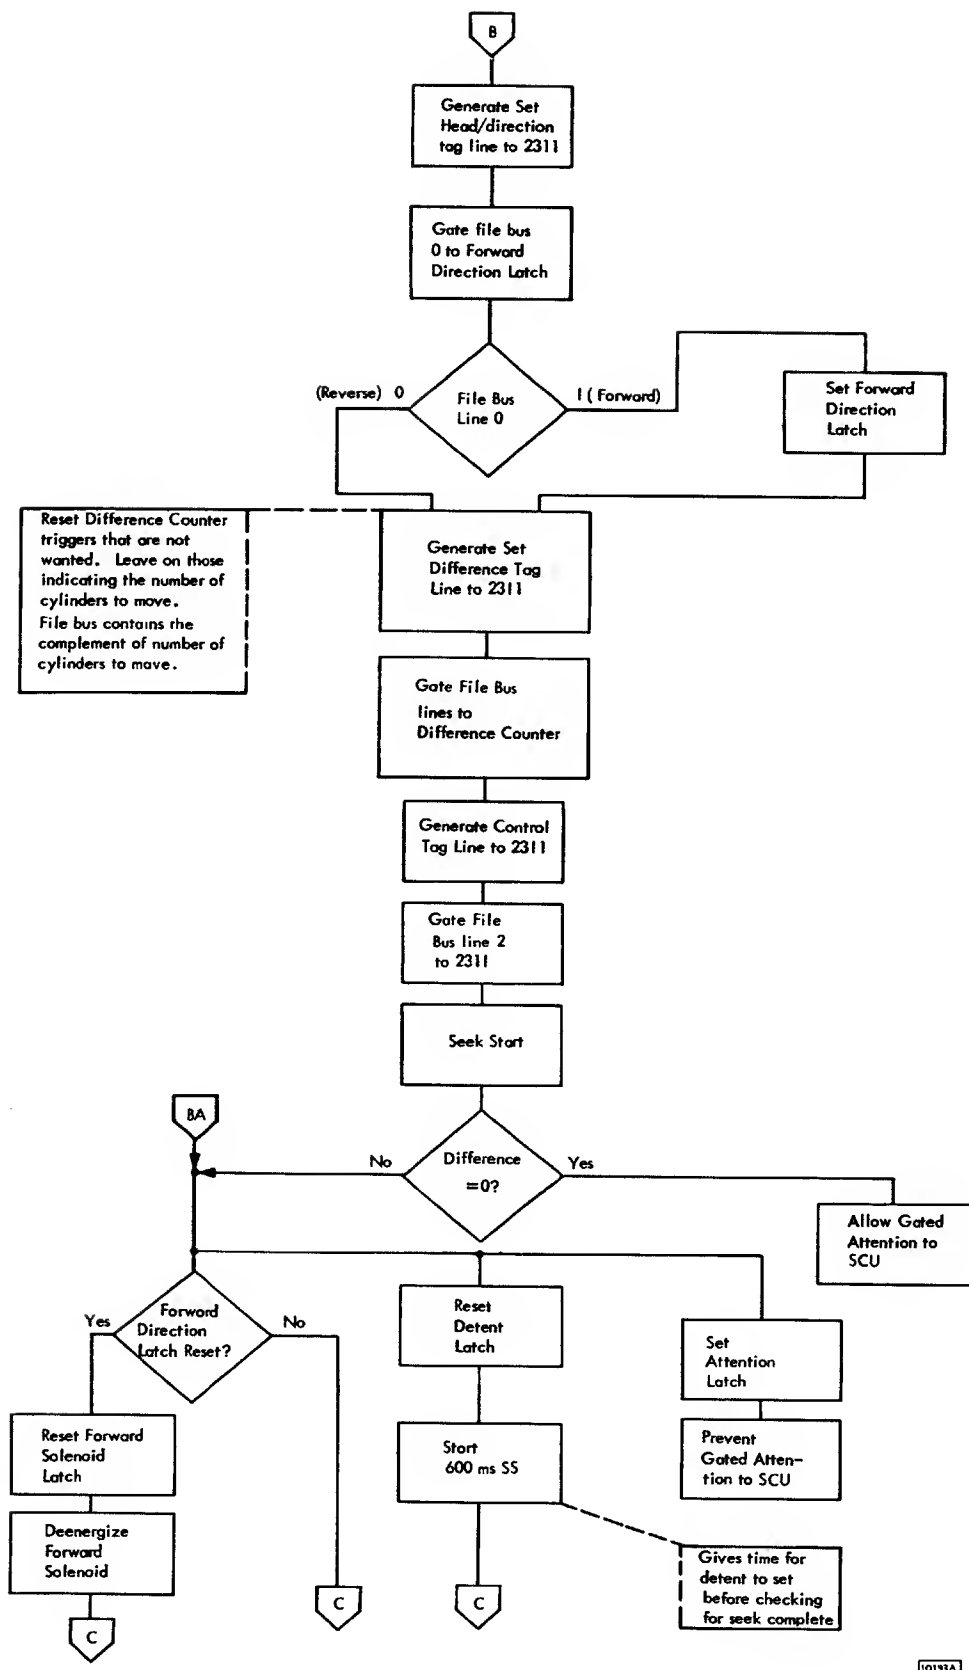 B
Generate Set
Head/direction
tag line to 2311
Gate file bus
0 to Forward
Direction Latch
(Reverse) 0
File Bus
Line 0
1 ( Forward)
Set Forward
Direction
Latch
Reset Difference Counter
triggers that are not
wanted. Leave on those
indicating the number of
cylinders to move.
File bus contains the
complement of number of
cylinders to move.
Generate Set
Difference Tag
Line to 2311
Gate File Bus
lines to
Difference Counter
Generate Control
Tag Line to 2311
Gate File
Bus line 2
to 2311
Seek Start
BA
No
Difference
=0?
Yes
Allow Gated
Attention to
SCU
Yes
Forward
Direction
Latch Reset?
No
Reset
Detent
Latch
Set
Attention
Latch
Reset Forward
Solenoid
Latch
Start
600 ms SS
Prevent
Gated Atten-
tion to SCU
Deenergize
Forward
Solenoid
Gives time for
detent to set
before checking
for seek complete
C
C
C
10193A